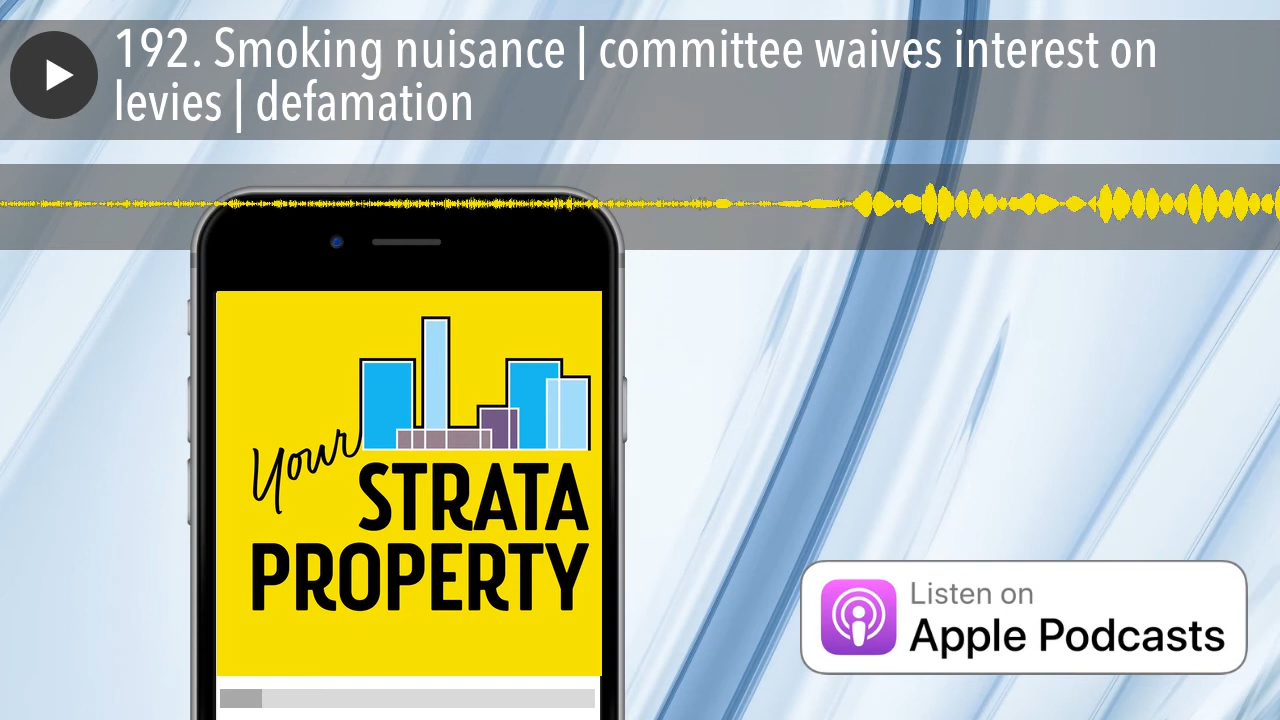 192. Smoking nuisance | committee waives interest on
levies | defamation
Your
STRATA
PROPERTY
Listen on
Apple Podcasts